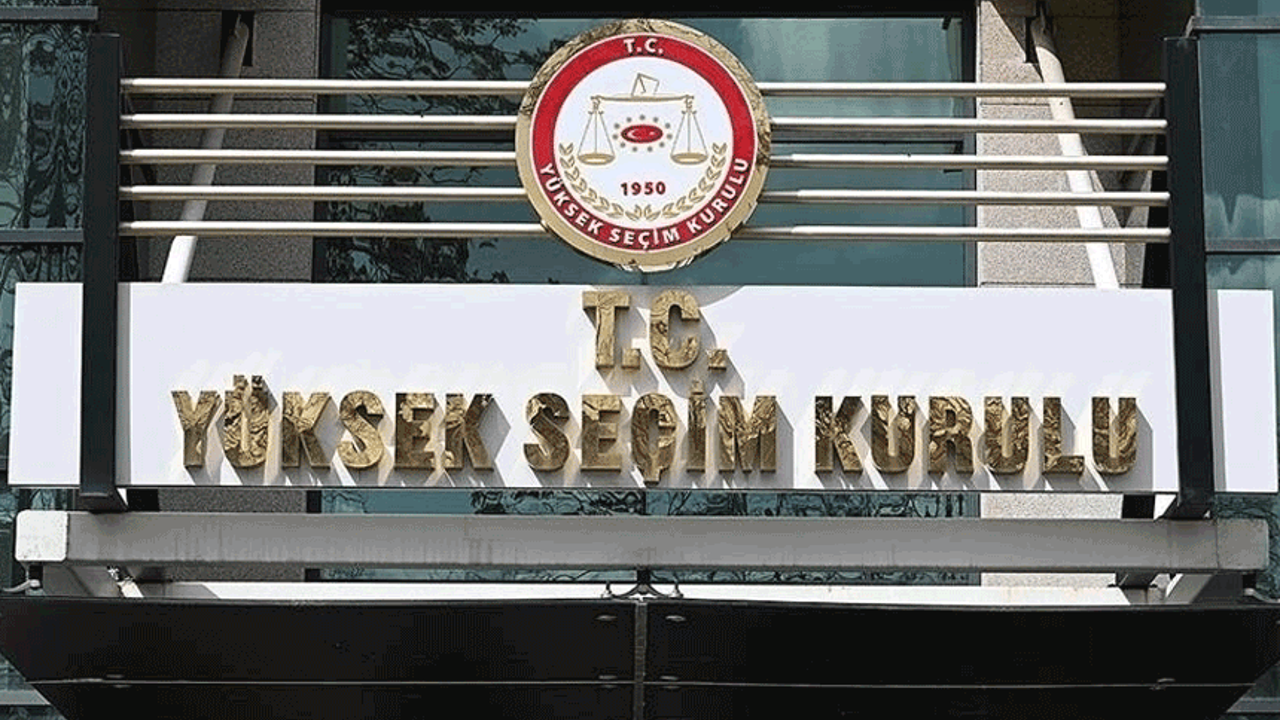 T.C.
1950
YÜKSEK SEÇİM KURULU
T.C.
YÜKSEK SEÇİM KURULU